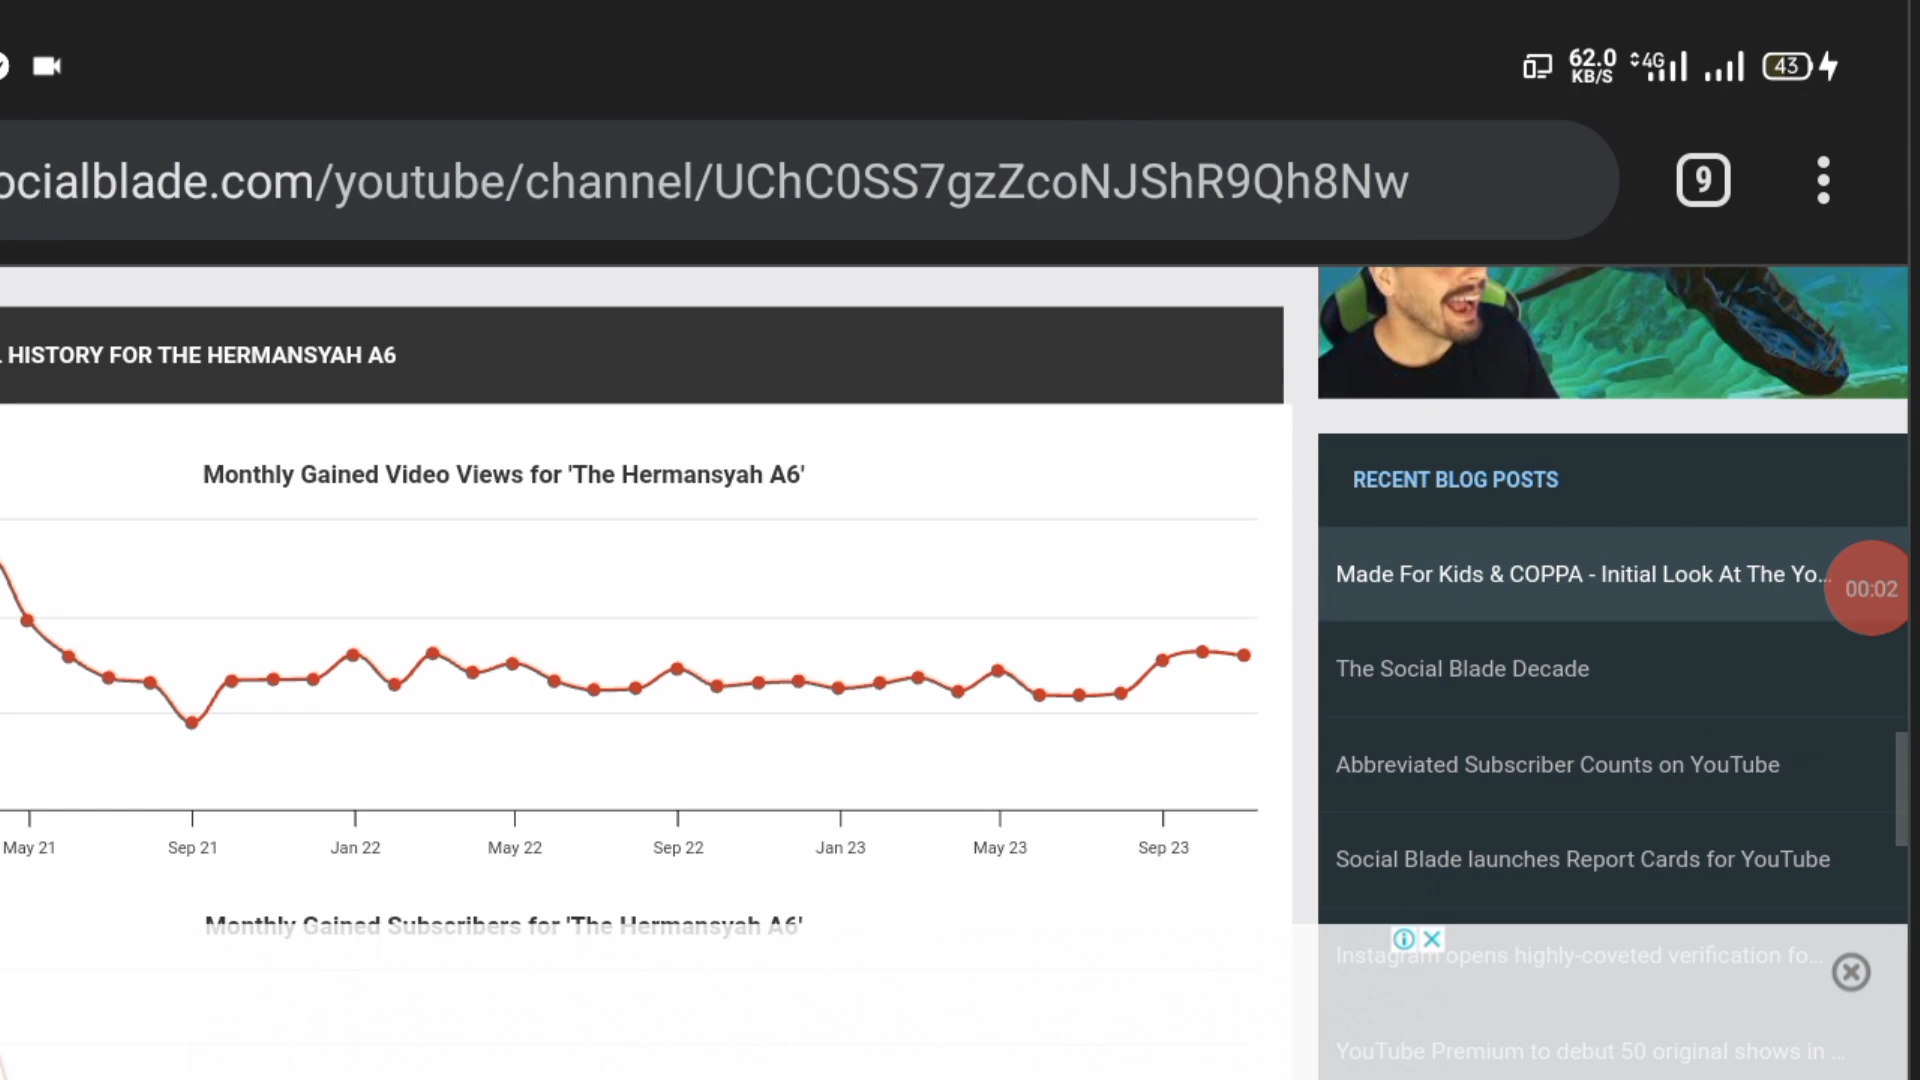 62.0
KB/S
4G
43
ocialblade.com/youtube/channel/UChC0SS7gzZcoNJShR9Qh8Nw
9
HISTORY FOR THE HERMANSYAH A6
Monthly Gained Video Views for 'The Hermansyah A6'
May 21
Sep 21
Jan 22
May 22
Sep 22
Jan 23
May 23
Sep 23
Monthly Gained Subscribers for 'The Hermansyah A6'
RECENT BLOG POSTS
Made For Kids & COPPA - Initial Look At The Yo...
00:02
The Social Blade Decade
Abbreviated Subscriber Counts on YouTube
Social Blade launches Report Cards for YouTube
Instagram opens highly-coveted verification fo...
YouTube Premium to debut 50 original shows in ...